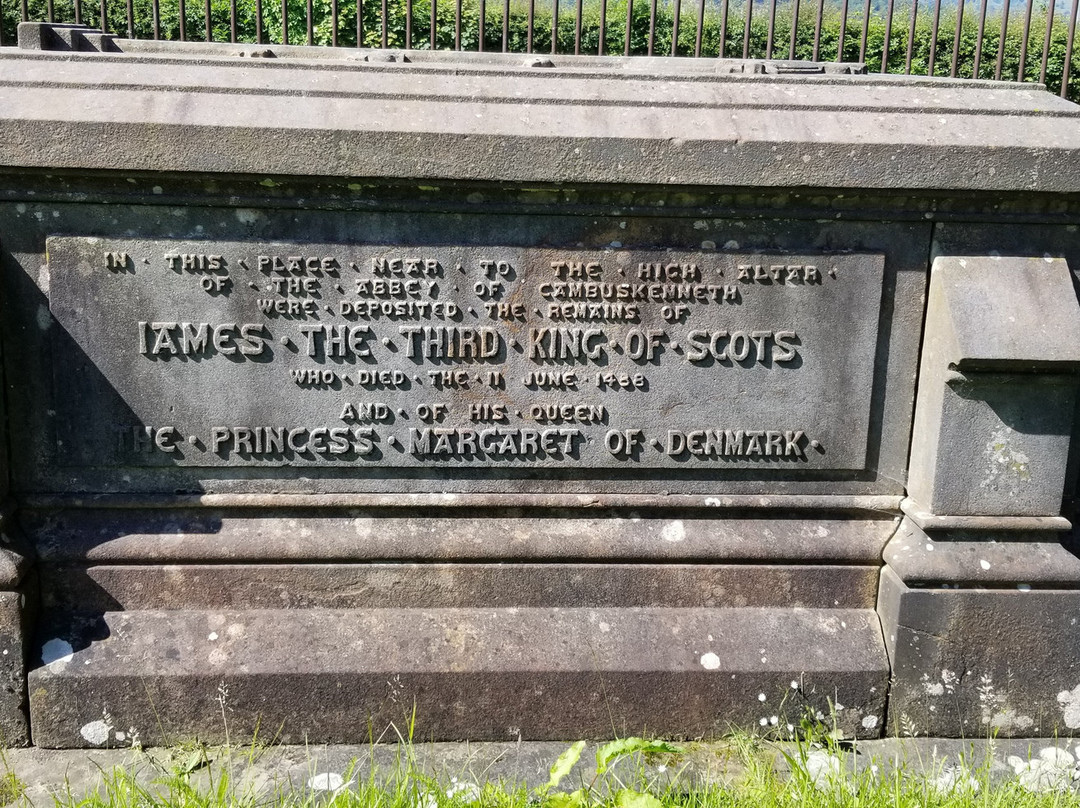 IN · THIS · PLACE · NEAR · TO · THE · HIGH · ALTAR ·
OF · THE · ABBEY · OF · CAMBUSKENNETH
WERE · DEPOSITED · THE · REMAINS · OF
IAMES · THE · THIRD · KING · OF · SCOTS
WHO · DIED · THE · 11 JUNE · 1488
AND · OF · HIS · QUEEN
THE · PRINCESS · MARGARET · OF · DENMARK ·